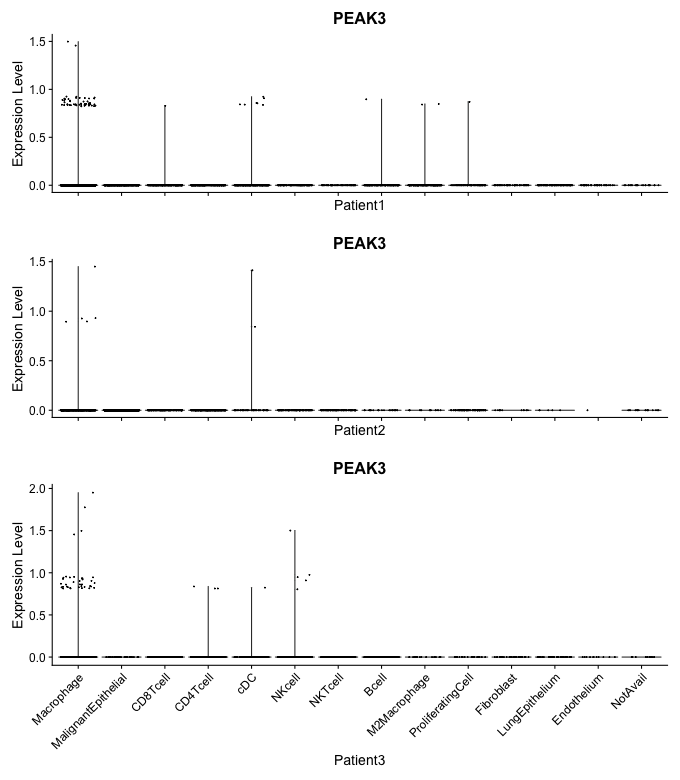 PEAK3
Expression Level
1.5
1.0
0.5
0.0
Patient1
PEAK3
Expression Level
1.5
1.0
0.5
0.0
Patient2
PEAK3
Expression Level
2.0
1.5
1.0
0.5
0.0
Macrophage
MalignantEpithelial
CD8Tcell
CD4Tcell
cDC
NKcell
NKTcell
Bcell
M2Macrophage
ProliferatingCell
Fibroblast
LungEpithelium
Endothelium
NotAvail
Patient3